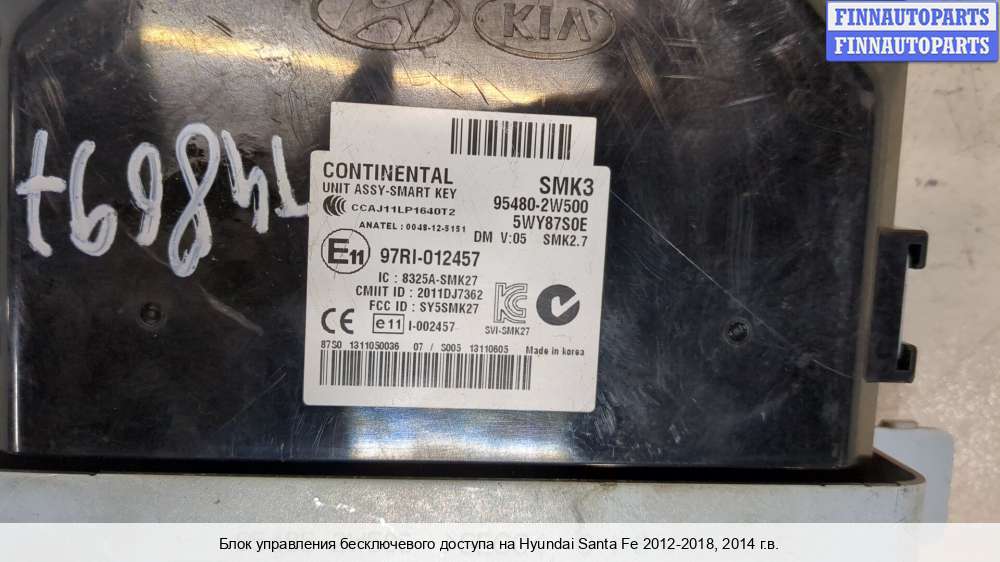 FINNAUTOPARTS
FINNAUTOPARTS
KIA
CONTINENTAL
UNIT ASSY-SMART KEY
CCAJ11LP1640T2
ANATEL : 0048-12-5151
SMK3
95480-2W500
5WY87S0E
DM V:05 SMK2.7
E11
97RI-012457
IC : 8325A-SMK27
CMIIT ID : 2011DJ7362
FCC ID : SY5SMK27
CE e11 I-002457
SVI-SMK27
87S0 1311050036 07 / S005 13110605 Made in korea
Блок управления бесключевого доступа на Hyundai Santa Fe 2012-2018, 2014 г.в.